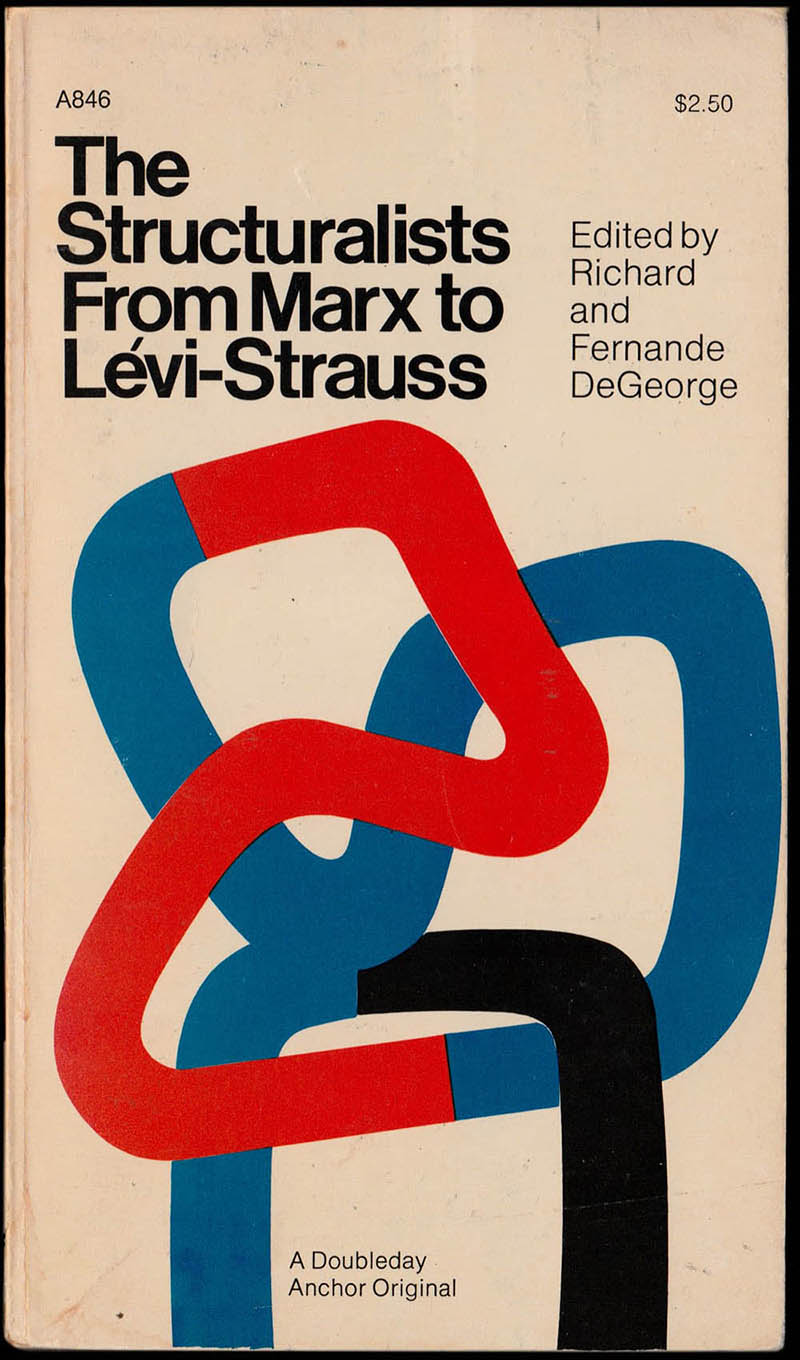 A846
$2.50
The
Structuralists
From Marx to
Lévi-Strauss
Edited by
Richard
and
Fernande
DeGeorge
A Doubleday
Anchor Original